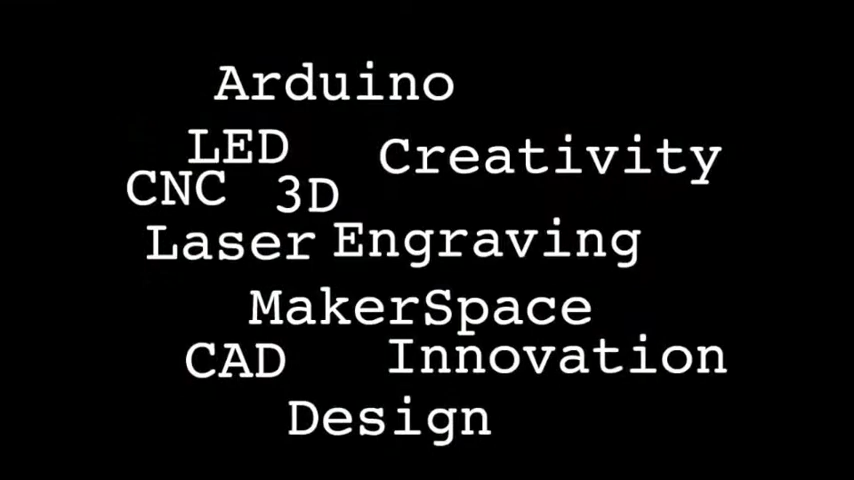 Arduino
LED Creativity
CNC 3D
Laser Engraving
MakerSpace
CAD Innovation
Design